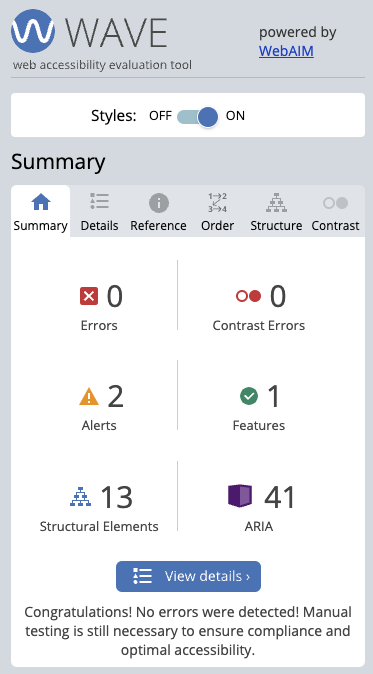 WAVE
web accessibility evaluation tool
powered by
WebAIM
Styles: OFF ON
Summary
Summary Details Reference Order Structure Contrast
0
Errors
0
Contrast Errors
2
Alerts
1
Features
13
Structural Elements
41
ARIA
View details ›
Congratulations! No errors were detected! Manual
testing is still necessary to ensure compliance and
optimal accessibility.